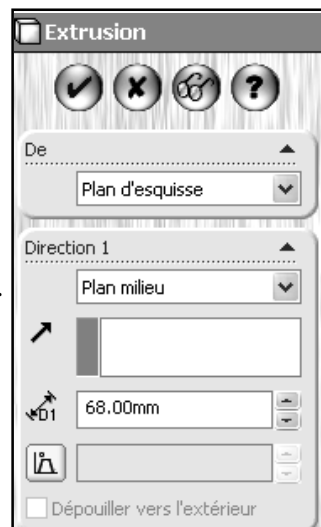 Extrusion
?
De
Plan d'esquisse
Direction 1
Plan milieu
D1
68.00mm
Dépouiller vers l'extérieur